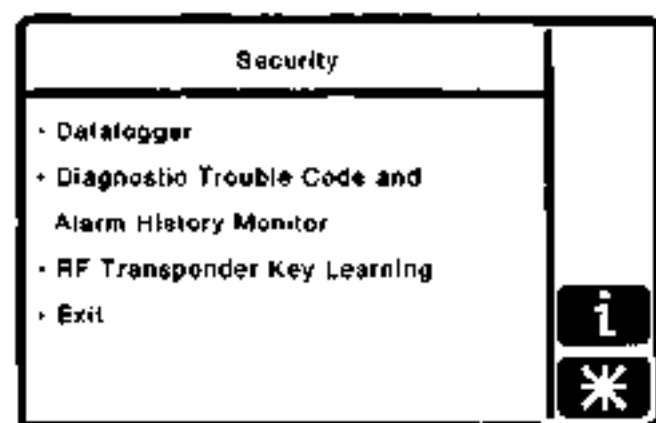 Security
· Datalogger
· Diagnostic Trouble Code and
Alarm History Monitor
· RF Transponder Key Learning
· Exit
i